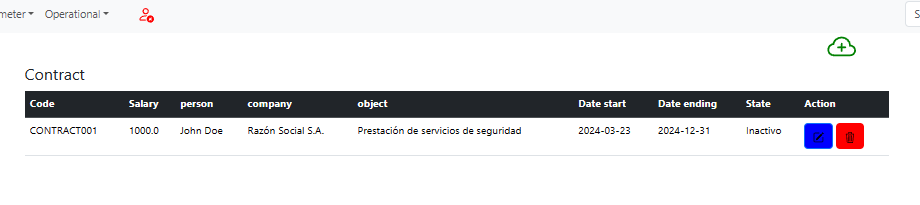 meter Operational
Contract
Code Salary person company object Date start Date ending State Action
CONTRACT001 1000.0 John Doe Razón Social S.A. Prestación de servicios de seguridad 2024-03-23 2024-12-31 Inactivo